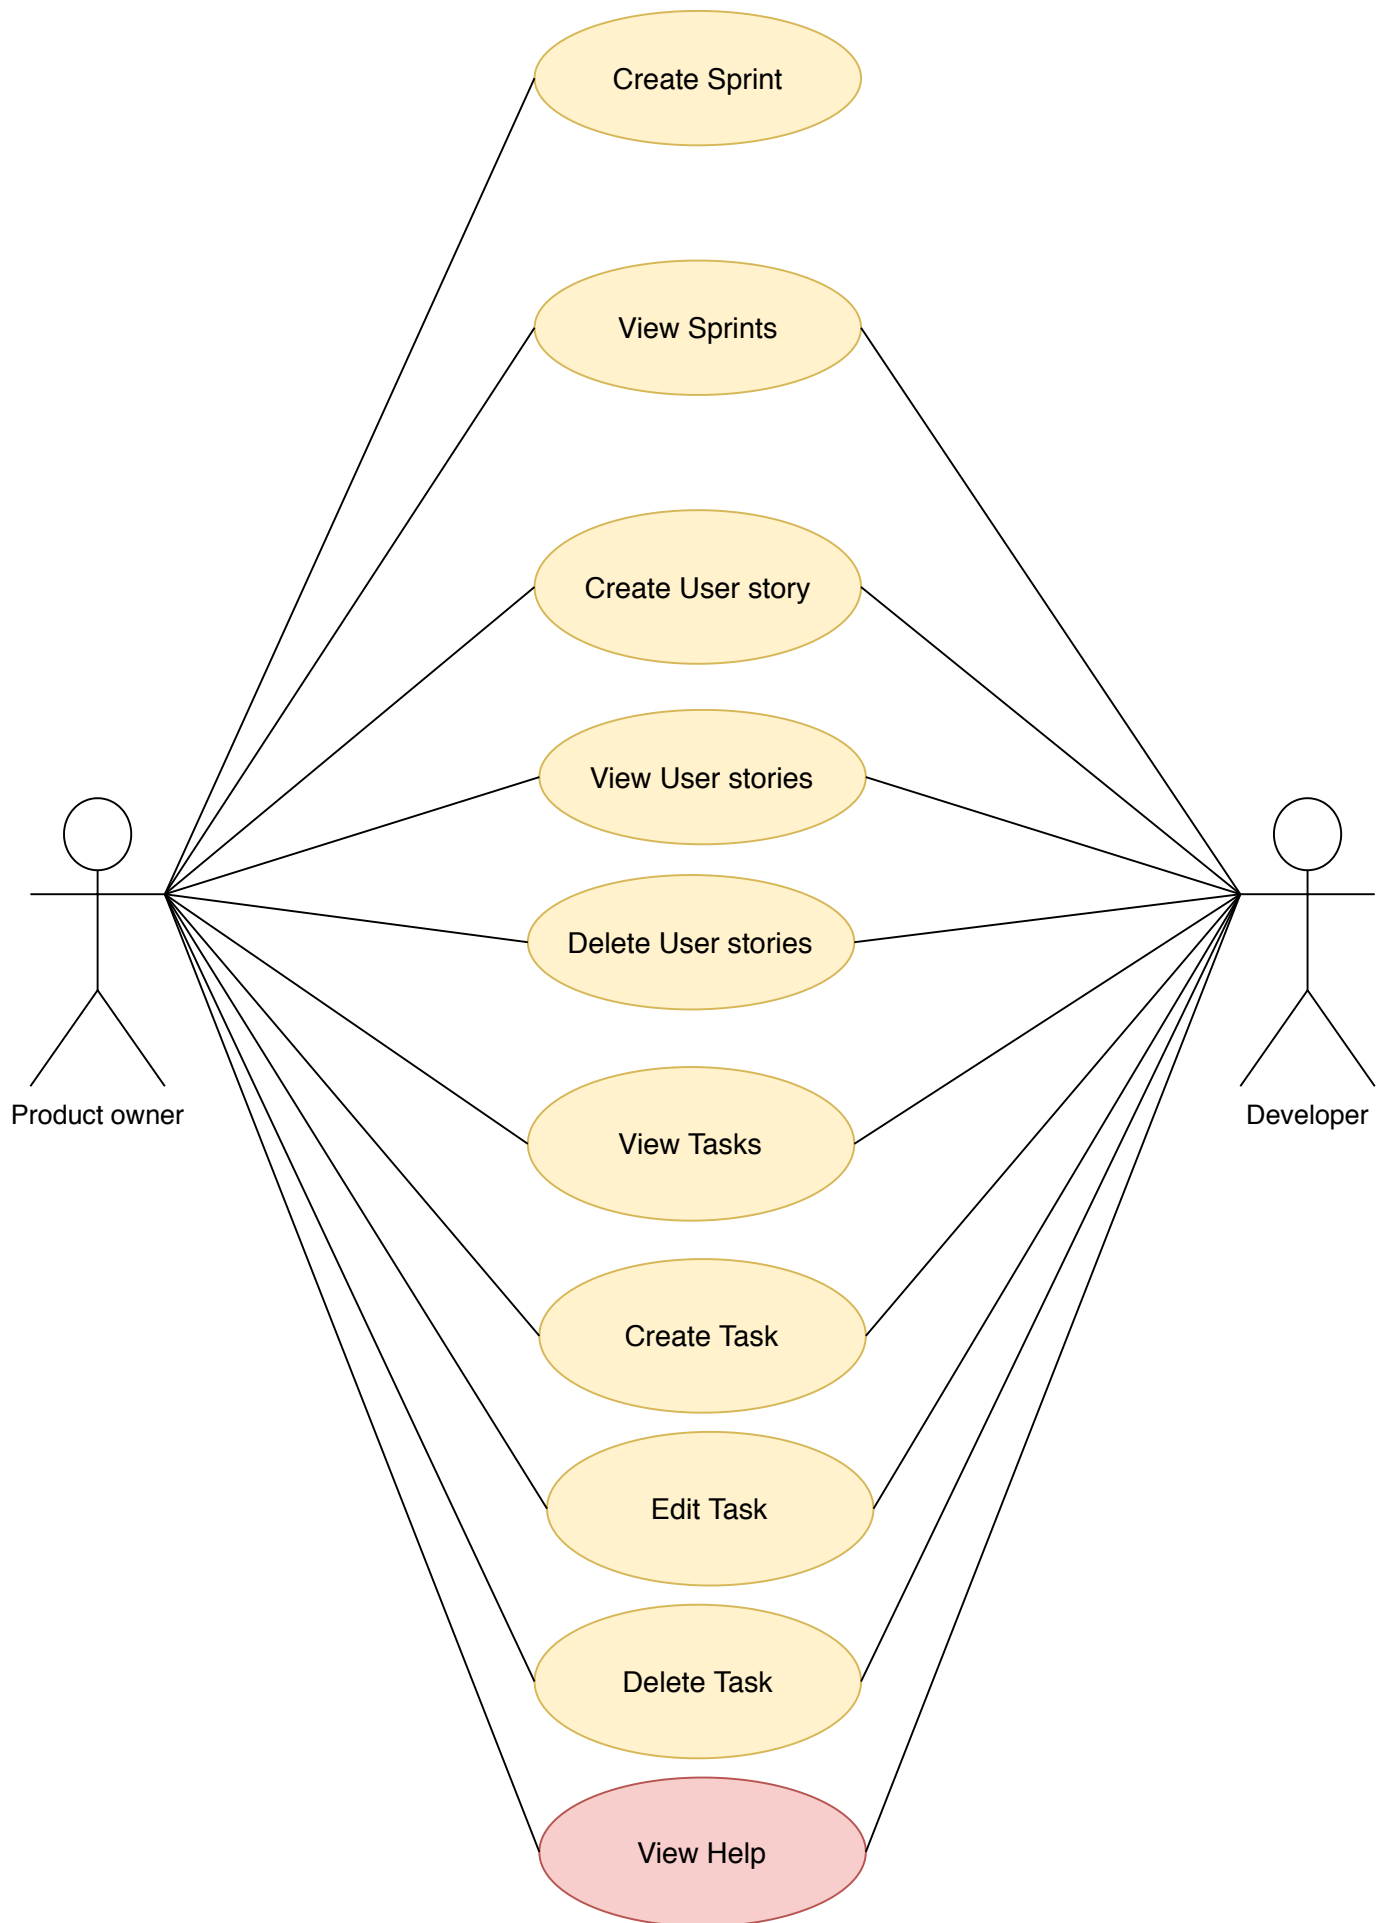 Create Sprint
View Sprints
Create User story
View User stories
Delete User stories
Product owner
Developer
View Tasks
Create Task
Edit Task
Delete Task
View Help